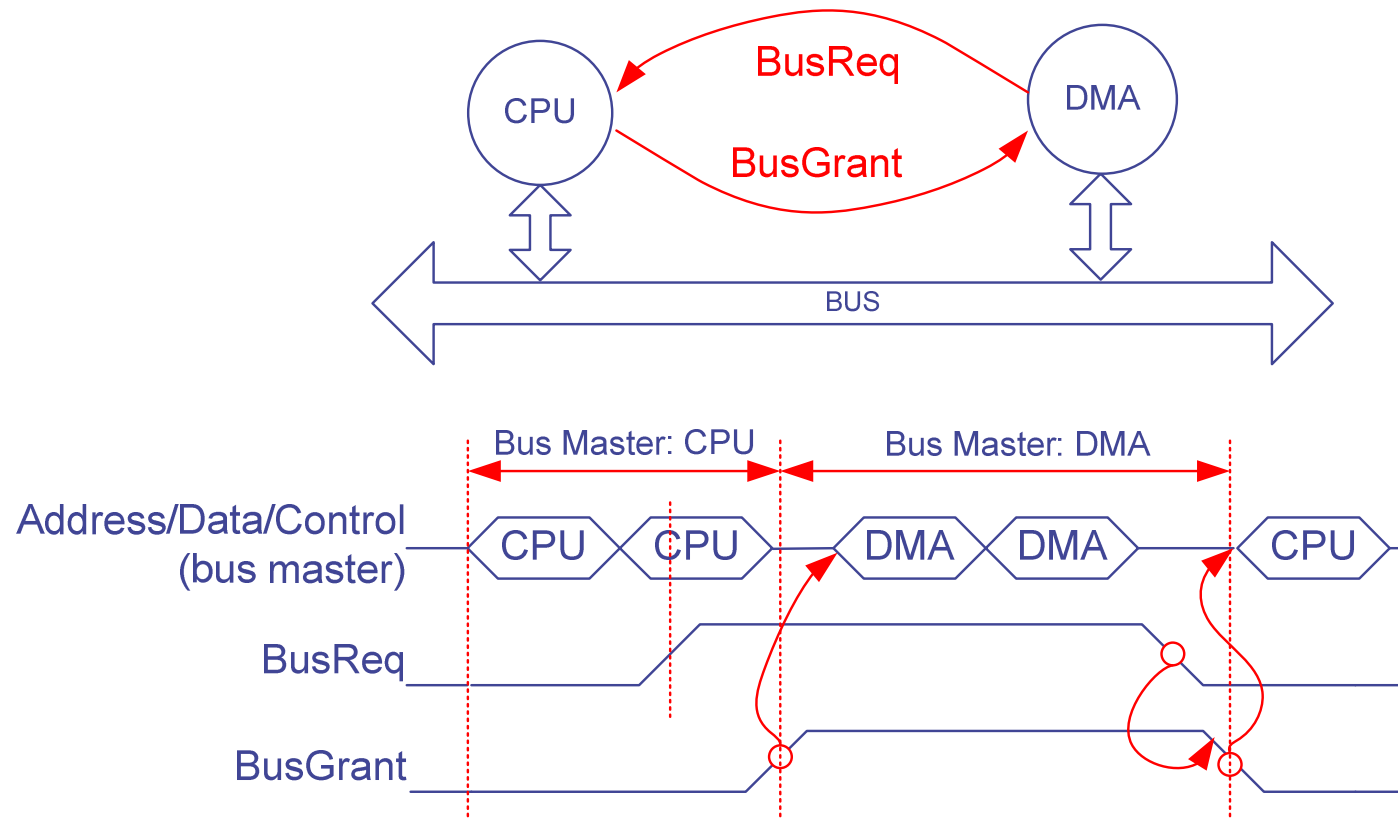 BusReq
CPU
DMA
BusGrant
BUS
Bus Master: CPU
Bus Master: DMA
Address/Data/Control
(bus master)
CPU
CPU
DMA
DMA
CPU
BusReq
BusGrant